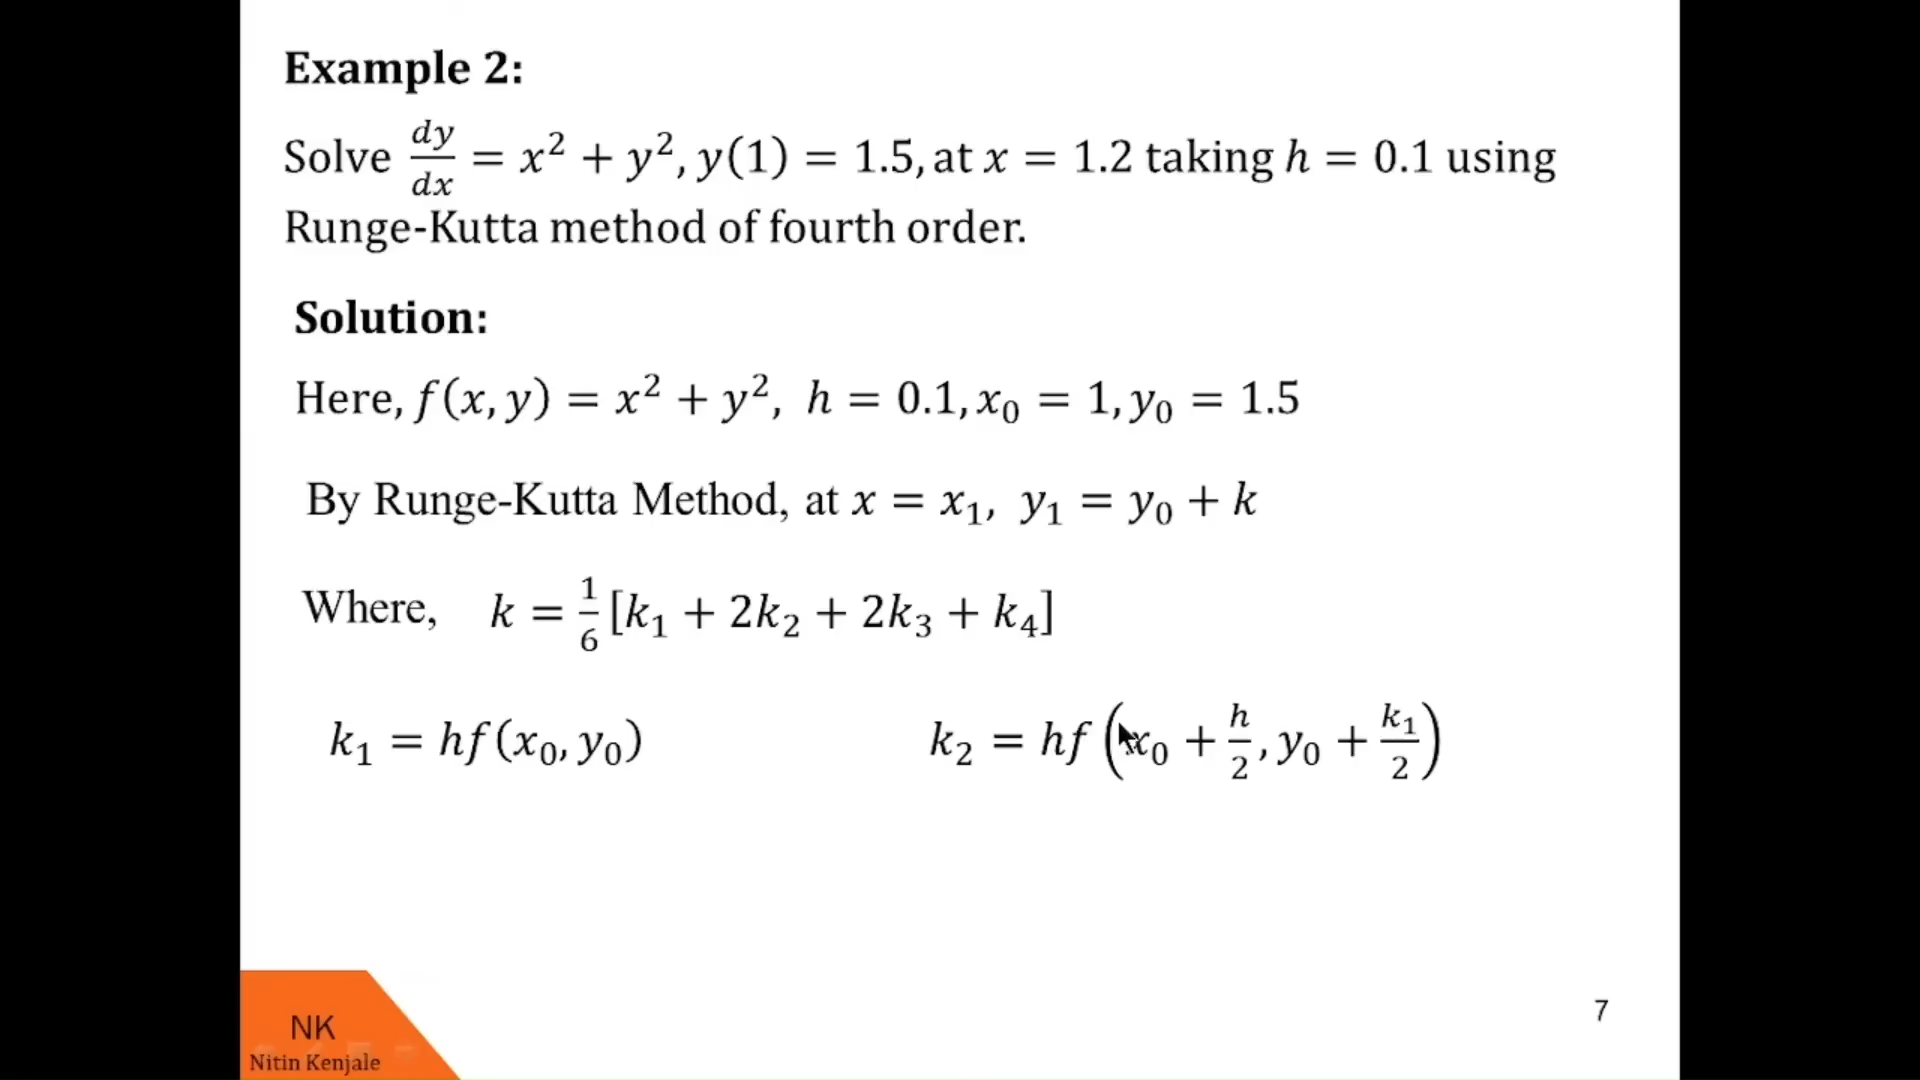 Example 2:
Solve dy/dx = x² + y², y(1) = 1.5, at x = 1.2 taking h = 0.1 using
Runge-Kutta method of fourth order.
Solution:
Here, f(x, y) = x² + y², h = 0.1, x₀ = 1, y₀ = 1.5
By Runge-Kutta Method, at x = x₁, y₁ = y₀ + k
Where, k = 1/6 [k₁ + 2k₂ + 2k₃ + k₄]
k₁ = hf(x₀, y₀) k₂ = hf(x₀ + h/2, y₀ + k₁/2)
7
NK
Nitin Kenjale